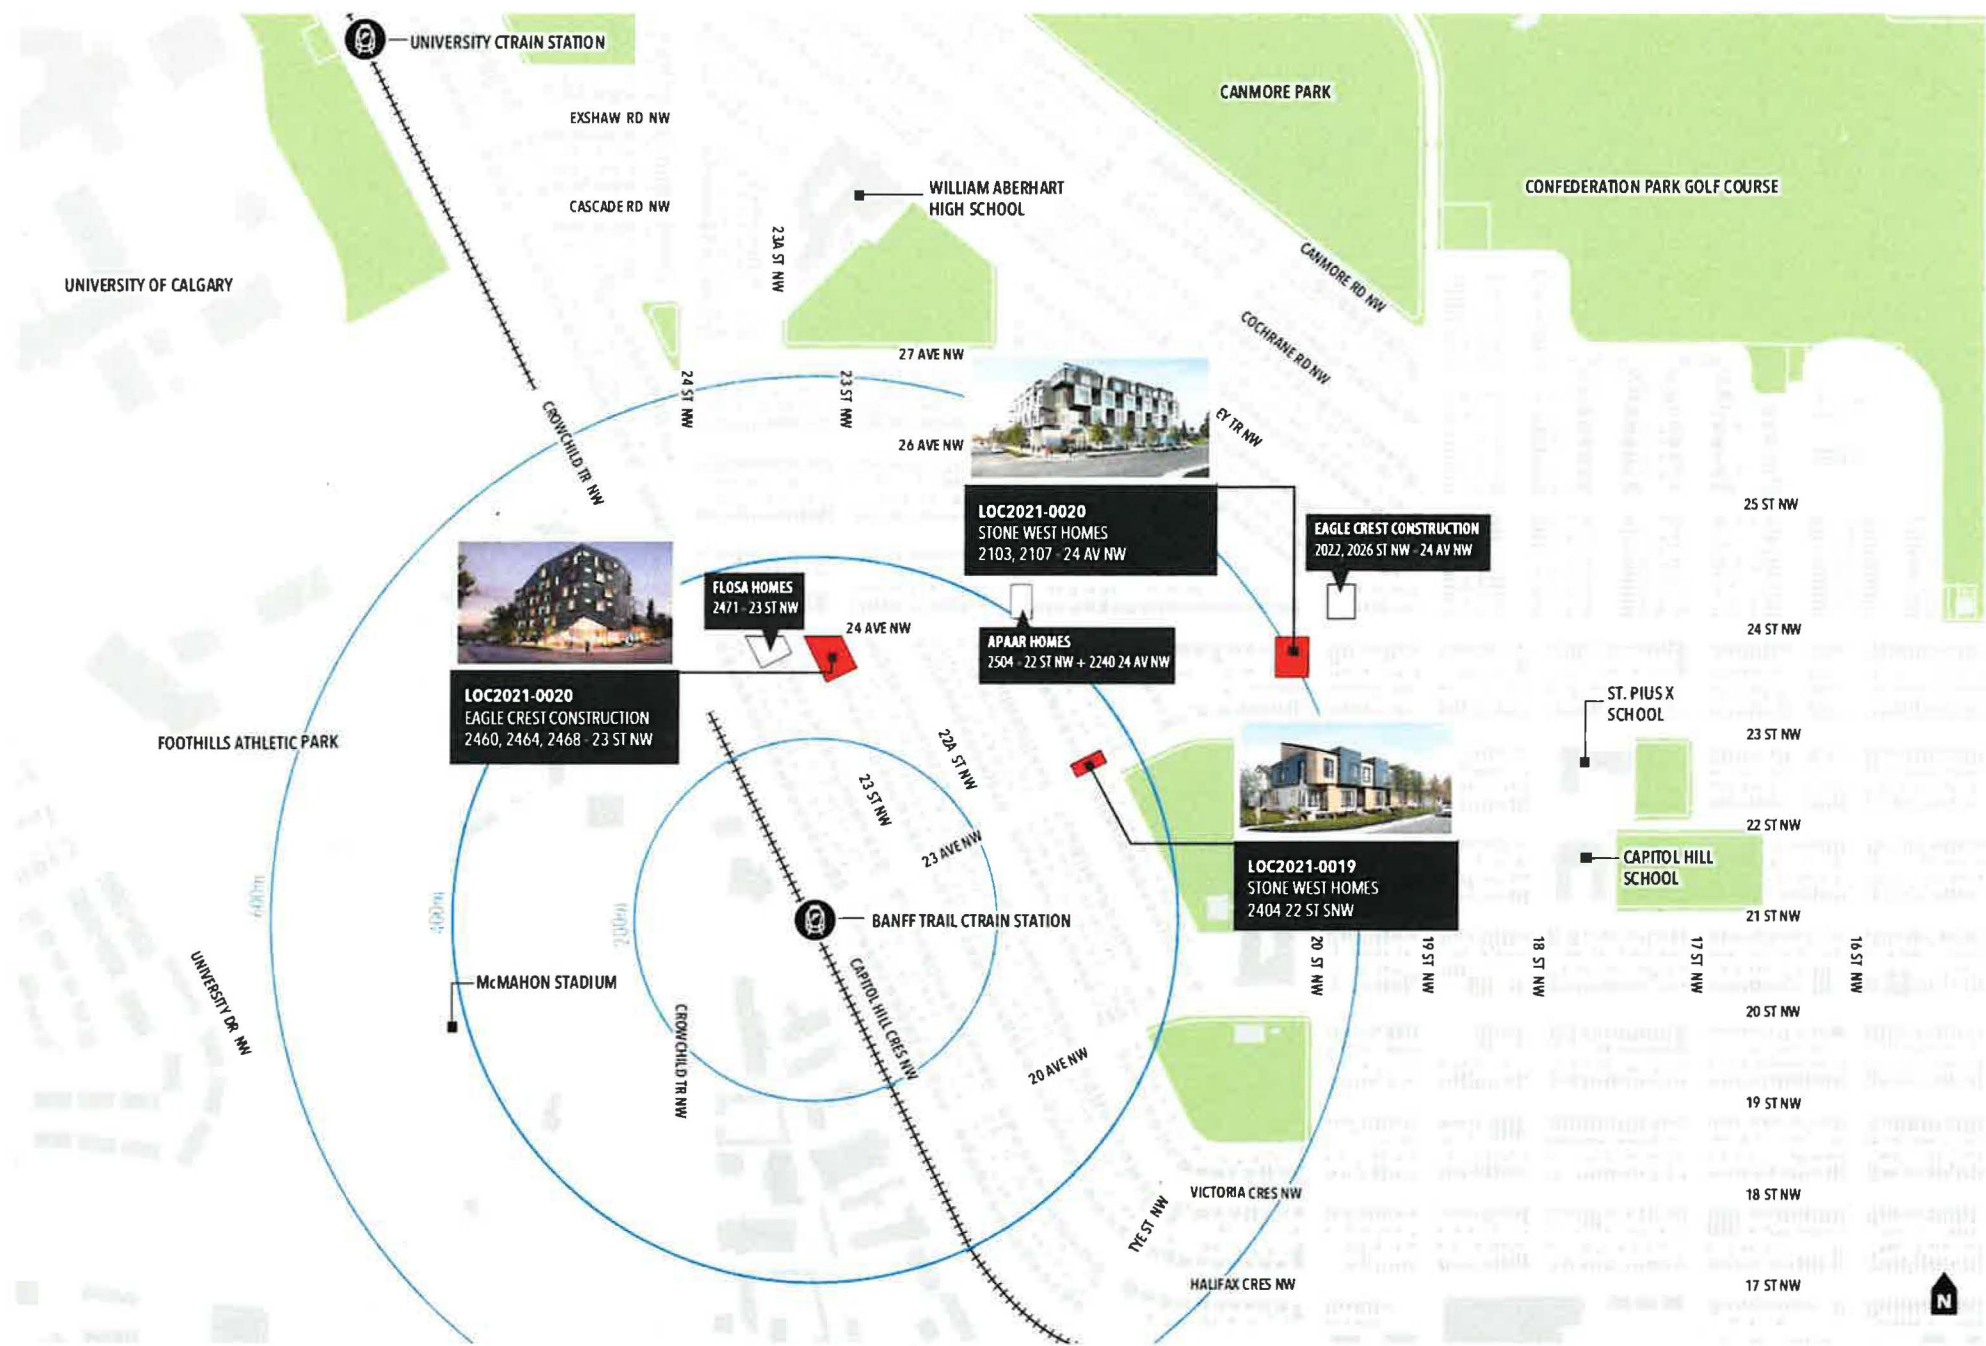 UNIVERSITY CTRAIN STATION
CANMORE PARK
EXSHAW RD NW
WILLIAM ABERHART
HIGH SCHOOL
CONFEDERATION PARK GOLF COURSE
CASCADE RD NW
23A ST NW
UNIVERSITY OF CALGARY
CANMORE RD NW
COCHRANE RD NW
27 AVE NW
24 ST NW
23 ST NW
CROWCHILD TR NW
26 AVE NW
EY TR NW
LOC2021-0020
STONE WEST HOMES
2103, 2107 - 24 AV NW
EAGLE CREST CONSTRUCTION
2022, 2026 ST NW - 24 AV NW
25 ST NW
FLOSA HOMES
2471 - 23 ST NW
24 AVE NW
APAAR HOMES
2504 - 22 ST NW + 2240 24 AV NW
24 ST NW
LOC2021-0020
EAGLE CREST CONSTRUCTION
2460, 2464, 2468 - 23 ST NW
FOOTHILLS ATHLETIC PARK
ST. PIUS X
SCHOOL
23 ST NW
22A ST NW
23 ST NW
23 AVE NW
22 ST NW
LOC2021-0019
STONE WEST HOMES
2404 22 ST SNW
CAPITOL HILL
SCHOOL
600m
400m
200m
BANFF TRAIL CTRAIN STATION
21 ST NW
20 ST NW
19 ST NW
18 ST NW
17 ST NW
16 ST NW
McMAHON STADIUM
UNIVERSITY DR NW
CROWCHILD TR NW
CAPITOL HILL CRES NW
20 AVE NW
20 ST NW
19 ST NW
VICTORIA CRES NW
18 ST NW
TYE ST NW
HALIFAX CRES NW
17 ST NW
N